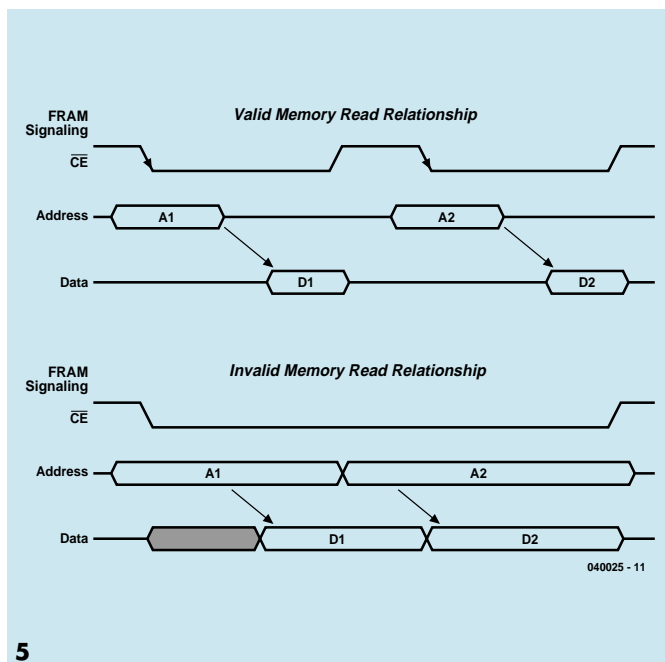 FRAM
Signaling
Valid Memory Read Relationship
CE
Address
A1
A2
Data
D1
D2
FRAM
Signaling
Invalid Memory Read Relationship
CE
Address
A1
A2
Data
D1
D2
040025 - 11
5